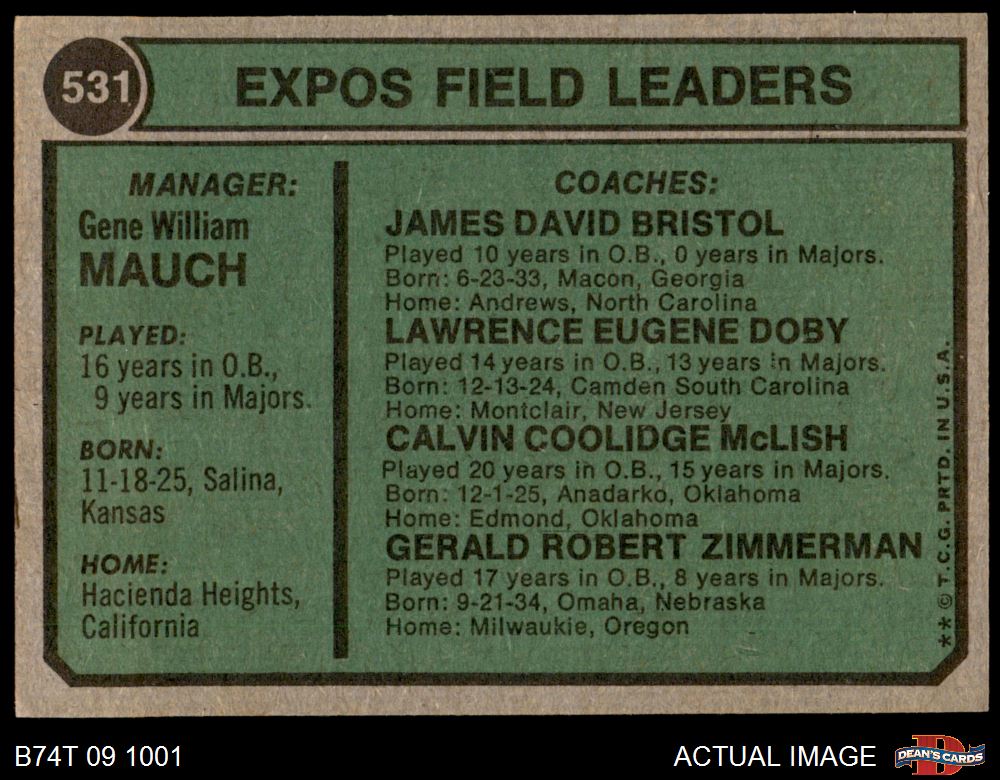 531
EXPOS FIELD LEADERS
MANAGER:
Gene William
MAUCH
PLAYED:
16 years in O.B.,
9 years in Majors.
BORN:
11-18-25, Salina,
Kansas
HOME:
Hacienda Heights,
California
COACHES:
JAMES DAVID BRISTOL
Played 10 years in O.B., 0 years in Majors.
Born: 6-23-33, Macon, Georgia
Home: Andrews, North Carolina
LAWRENCE EUGENE DOBY
Played 14 years in O.B., 13 years in Majors.
Born: 12-13-24, Camden South Carolina
Home: Montclair, New Jersey
CALVIN COOLIDGE McLISH
Played 20 years in O.B., 15 years in Majors.
Born: 12-1-25, Anadarko, Oklahoma
Home: Edmond, Oklahoma
GERALD ROBERT ZIMMERMAN
Played 17 years in O.B., 8 years in Majors.
Born: 9-21-34, Omaha, Nebraska
Home: Milwaukie, Oregon
**© T.C.G. PRTD. IN U.S.A.
B74T 09 1001
ACTUAL IMAGE
D
DEAN'S CARDS